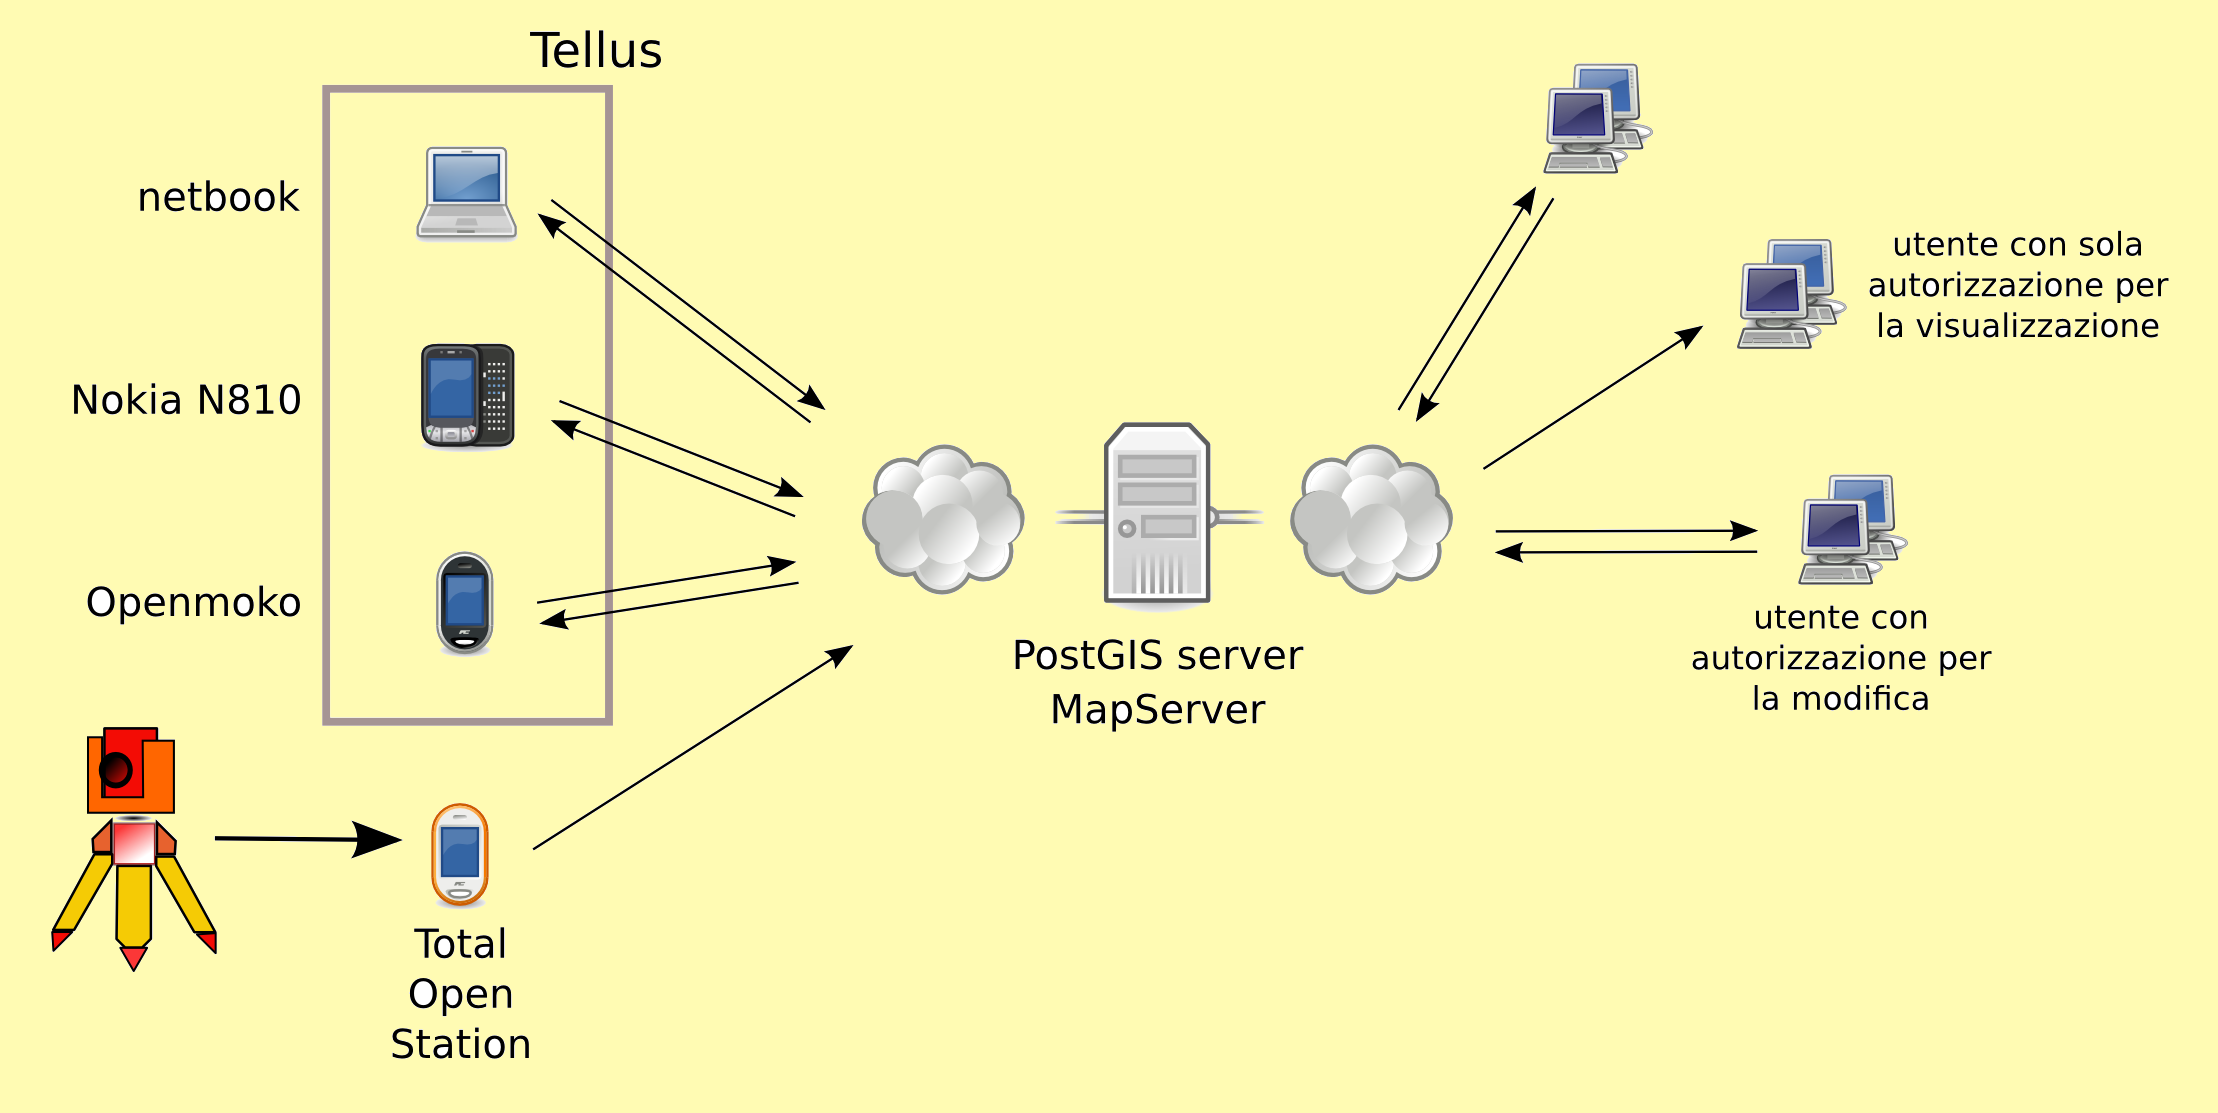 Tellus
netbook
Nokia N810
Openmoko
Total
Open
Station
PostGIS server
MapServer
utente con sola
autorizzazione per
la visualizzazione
utente con
autorizzazione per
la modifica